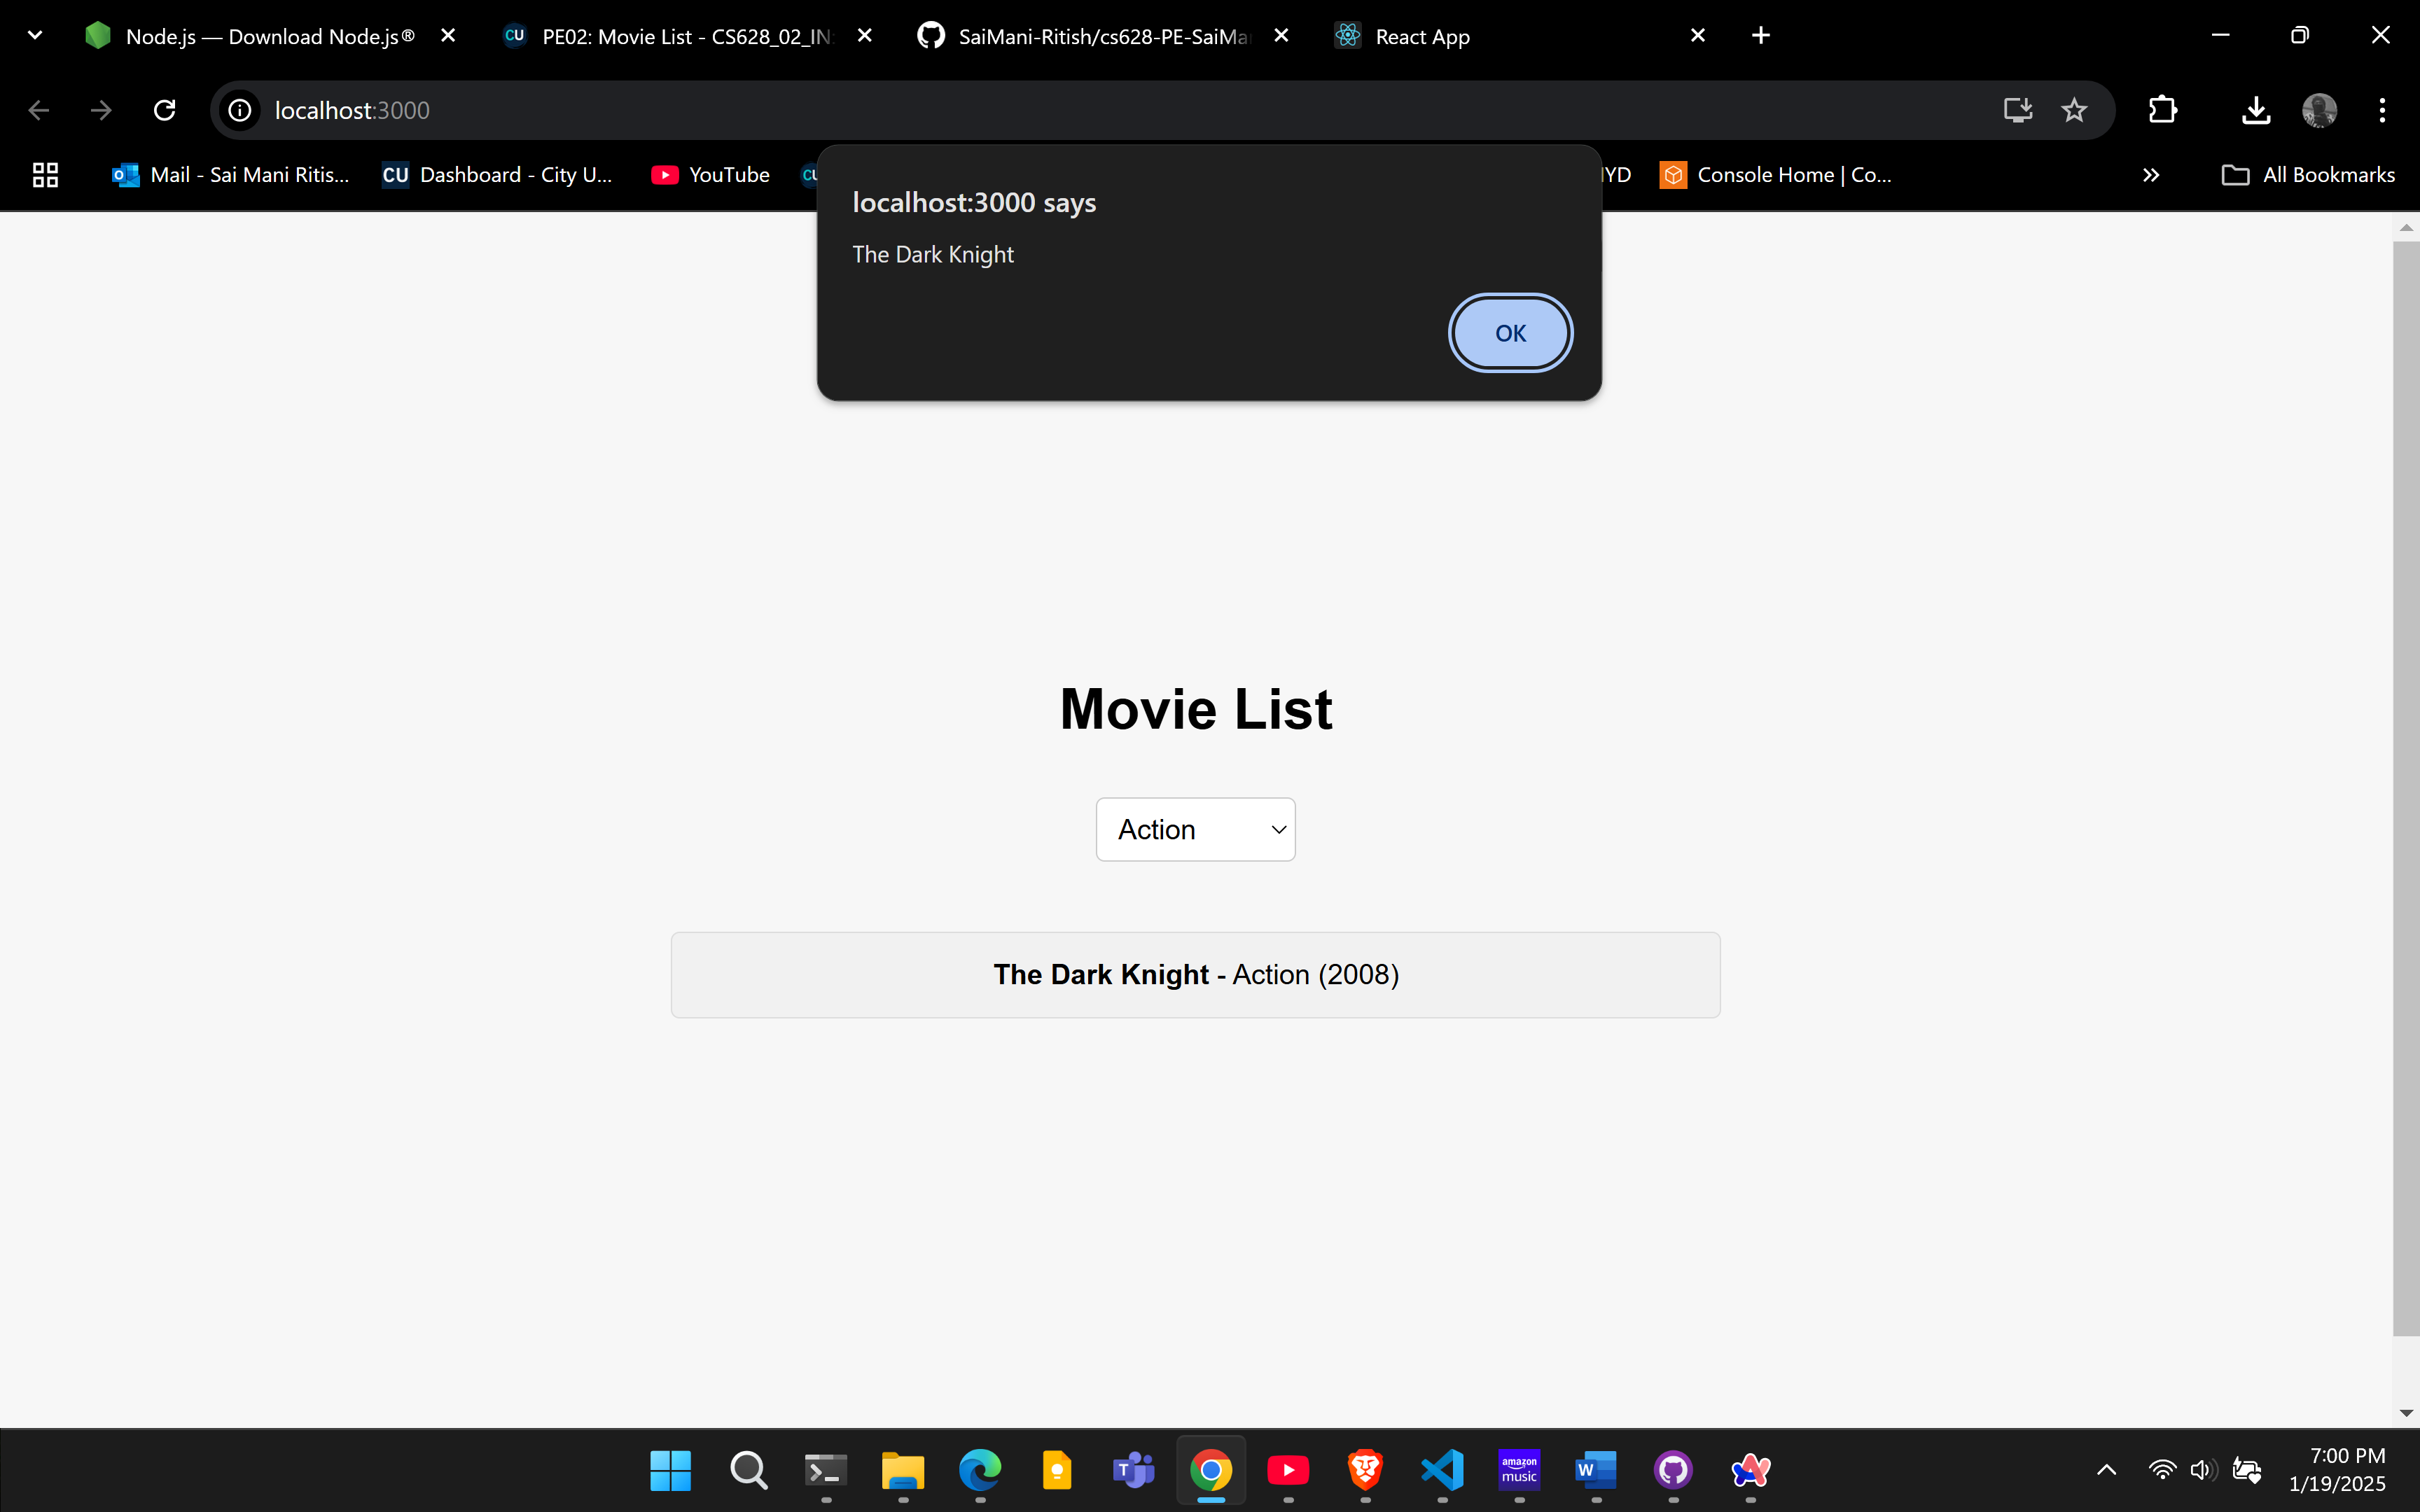 Node.js — Download Node.js®
CU PE02: Movie List - CS628_02_IN
SaiMani-Ritish/cs628-PE-SaiMa
React App
localhost:3000
Mail - Sai Mani Ritis...
CU Dashboard - City U...
YouTube
Console Home | Co...
All Bookmarks
localhost:3000 says
The Dark Knight
OK
Movie List
Action
The Dark Knight - Action (2008)
amazon music
7:00 PM
1/19/2025